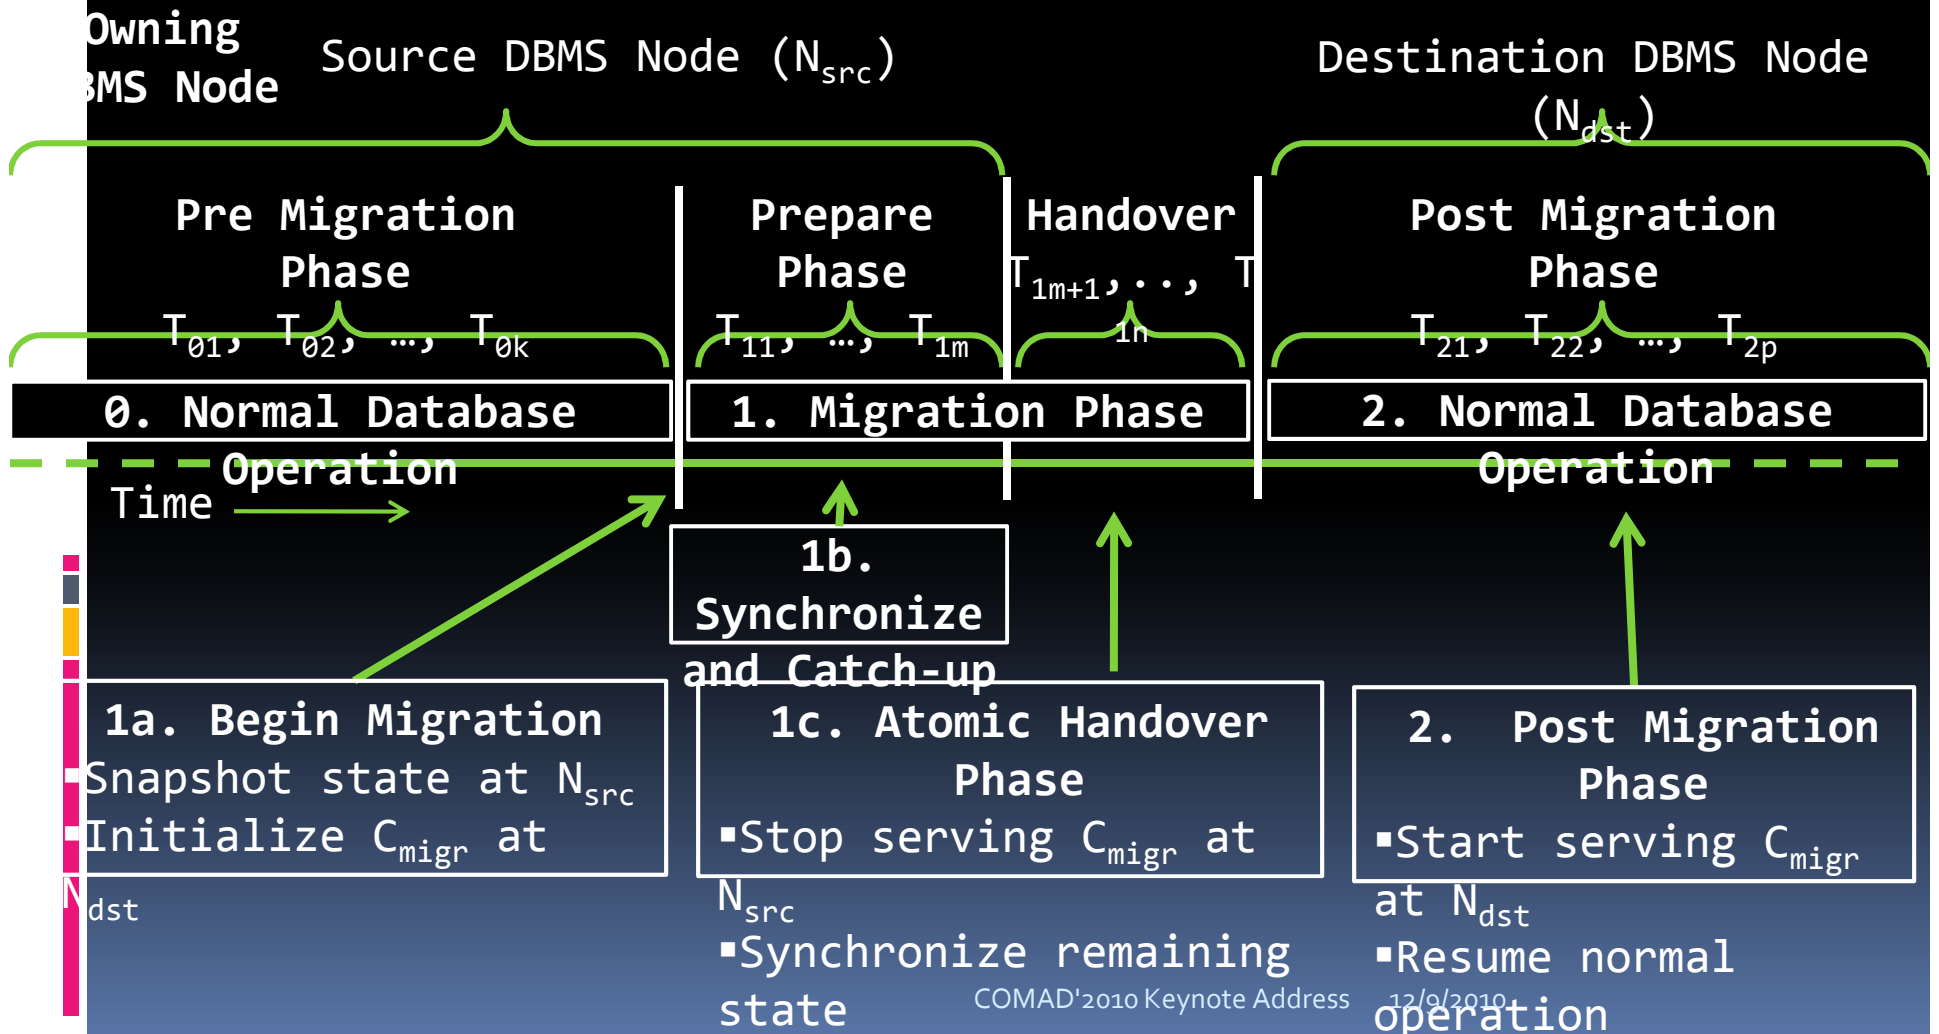 Owning
BMS Node
Source DBMS Node (Nsrc)
Destination DBMS Node
(Ndst)
Pre Migration
Phase
T01, T02, …, T0k
Prepare
Phase
T11, …, T1m
Handover
T1m+1,.., T
1n
Post Migration
Phase
T21, T22, …, T2p
0. Normal Database
Operation
1. Migration Phase
2. Normal Database
Operation
Time
1b.
Synchronize
and Catch-up
1a. Begin Migration
▪Snapshot state at Nsrc
▪Initialize Cmigr at
Ndst
1c. Atomic Handover
Phase
▪Stop serving Cmigr at
Nsrc
▪Synchronize remaining
state
2. Post Migration
Phase
▪Start serving Cmigr
at Ndst
▪Resume normal
operation
COMAD'2010 Keynote Address
12/9/2010